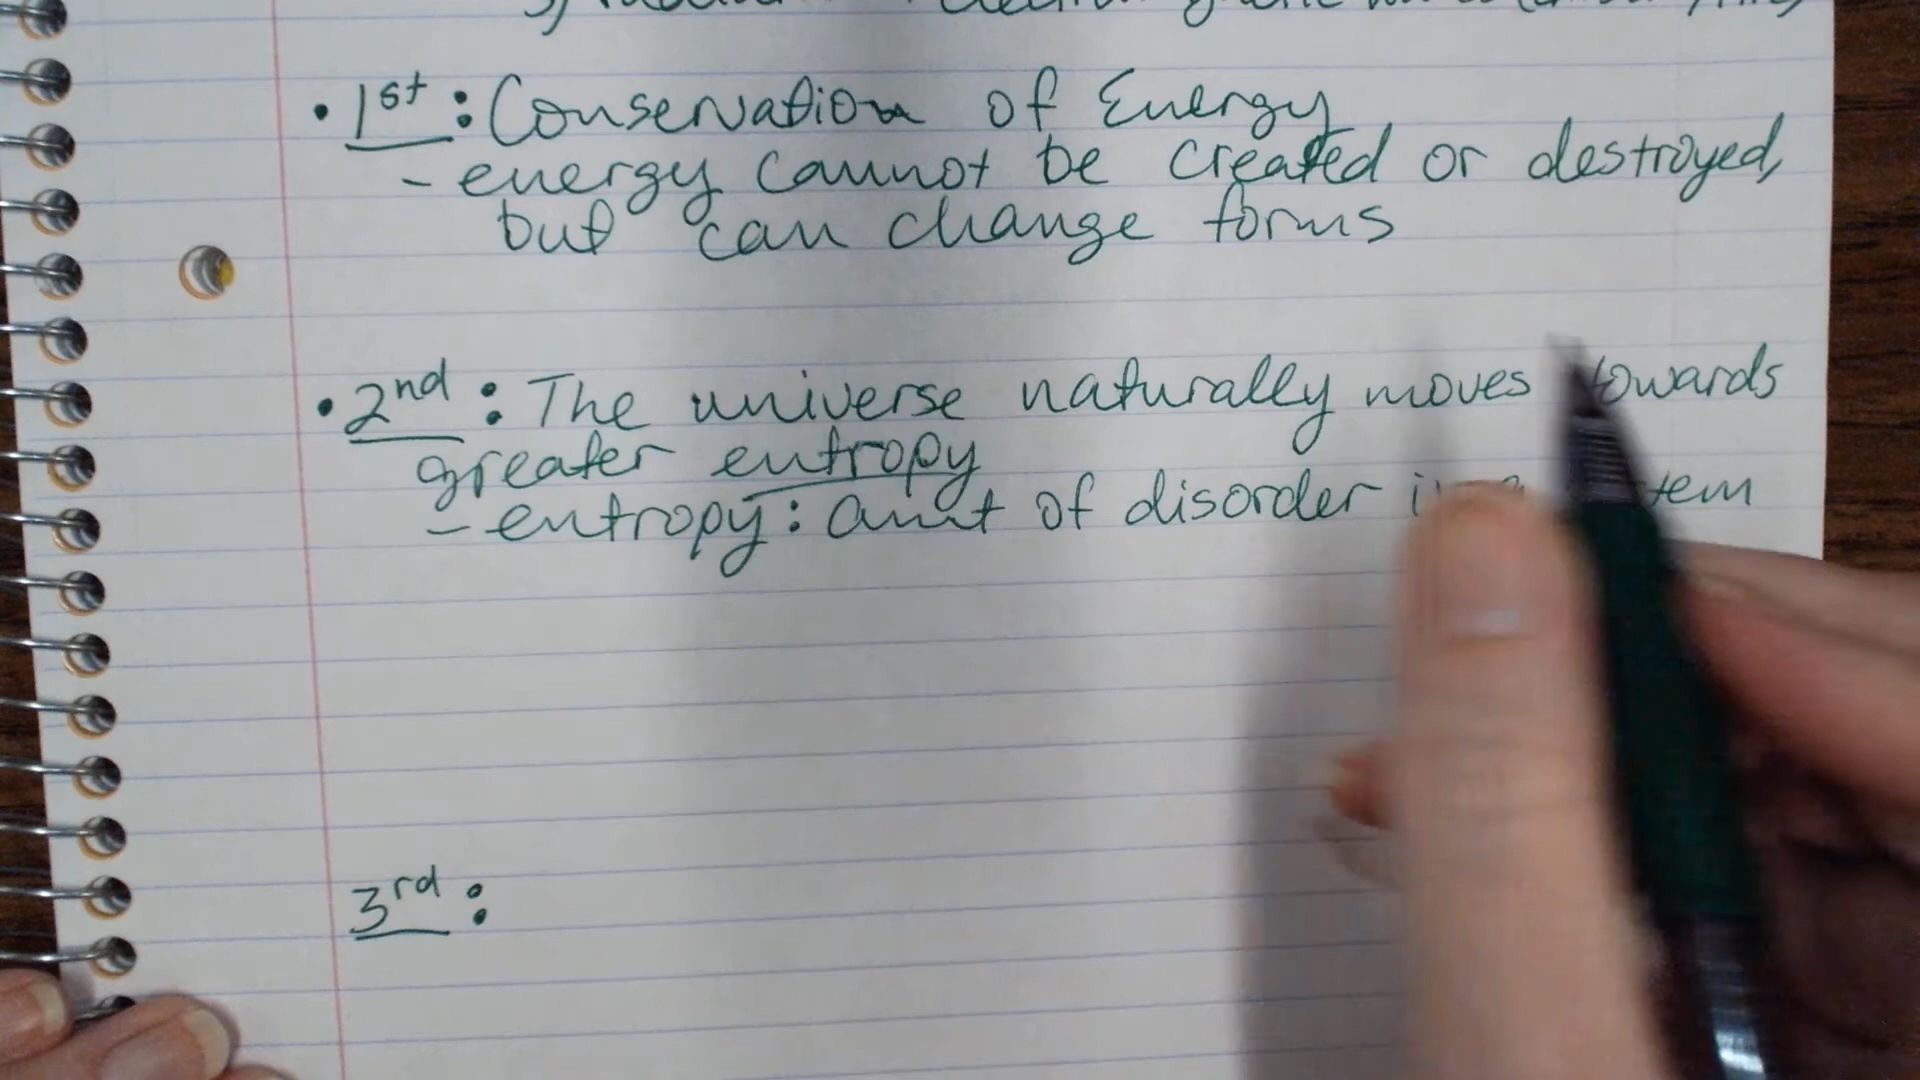 • 1st: Conservation of Energy
- energy cannot be created or destroyed,
but can change forms
• 2nd: The universe naturally moves towards
greater entropy
- entropy: amt of disorder
3rd: